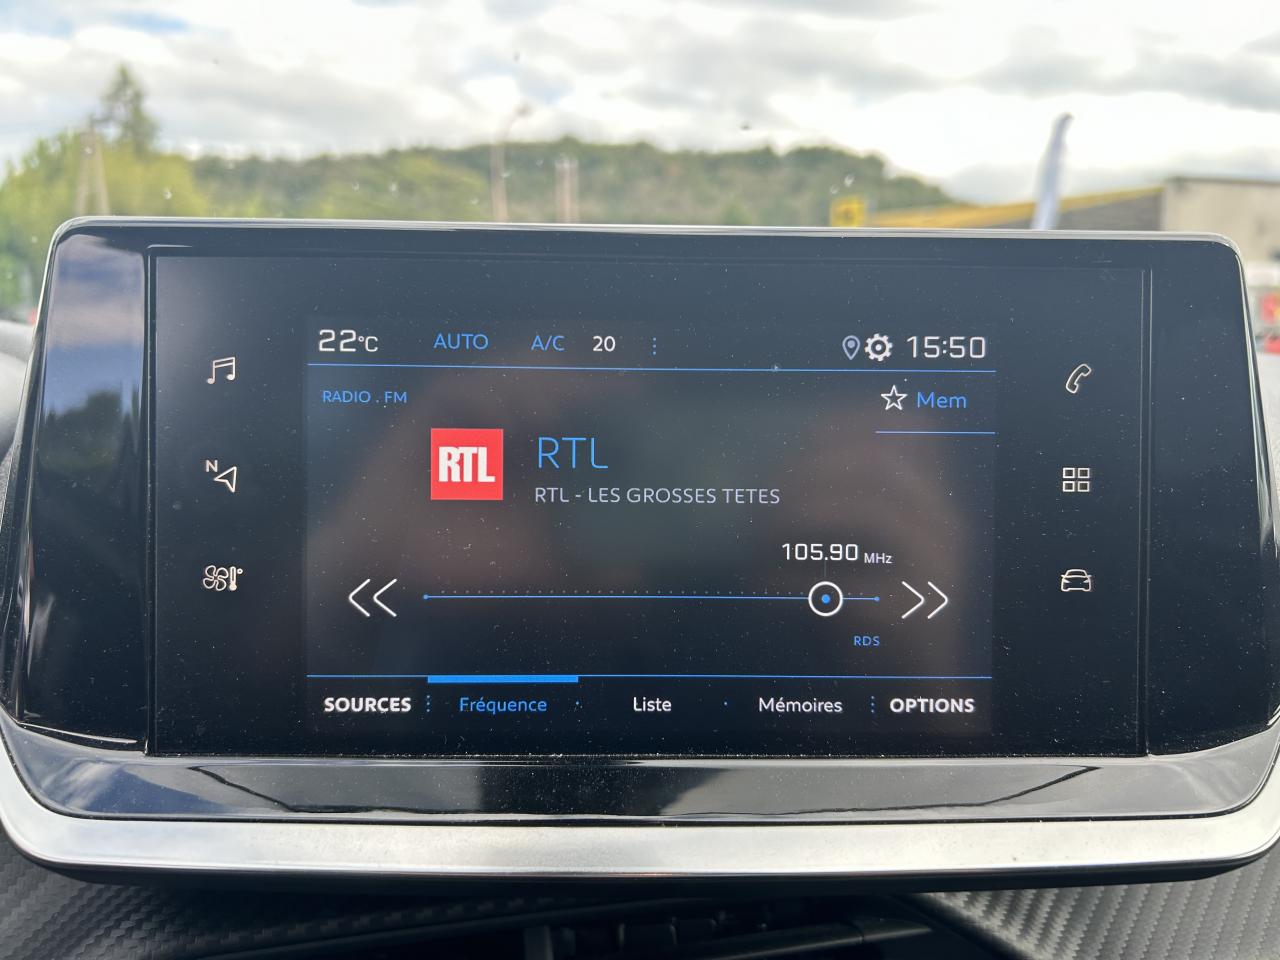 22°C AUTO A/C 20 15:50
RADIO . FM
Mem
RTL
RTL
RTL - LES GROSSES TETES
N
105.90 MHz
RDS
SOURCES Fréquence Liste Mémoires OPTIONS